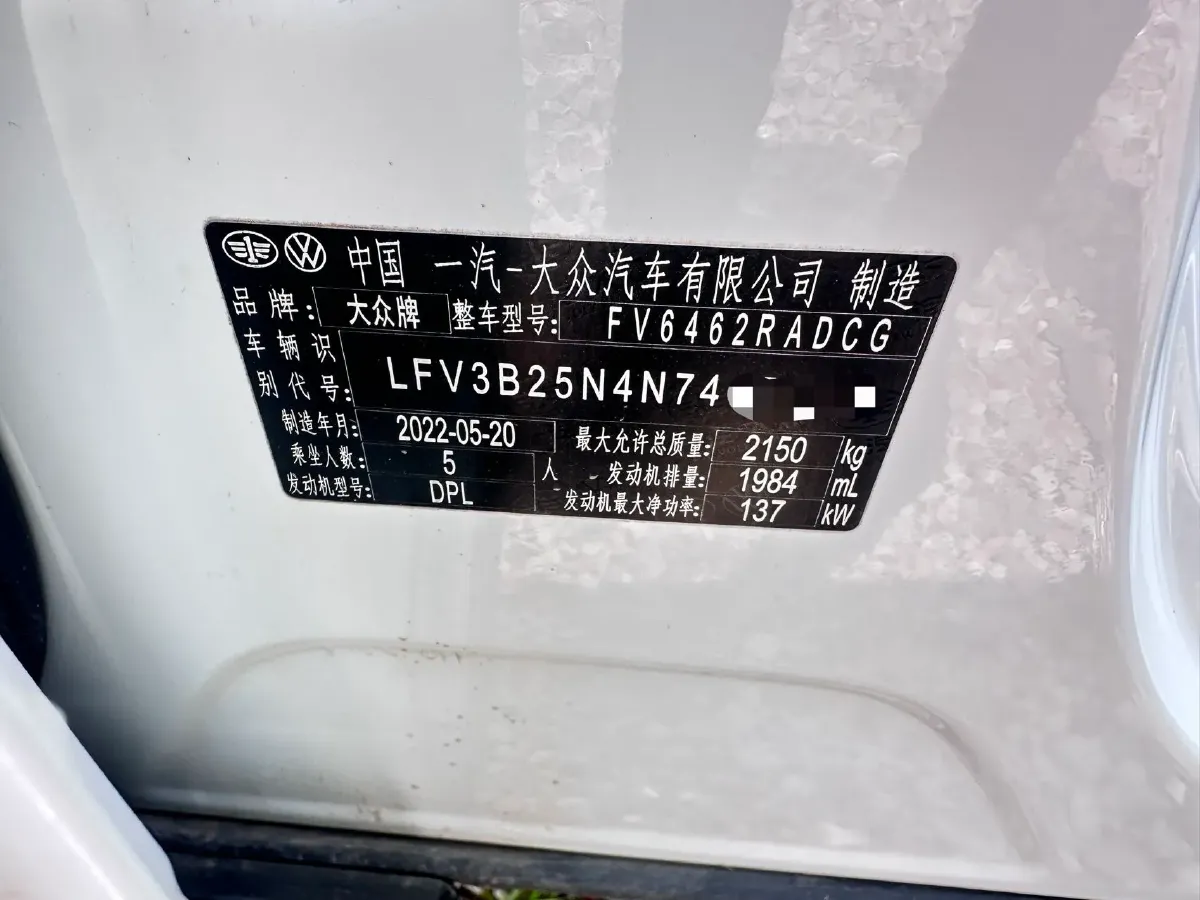 中国 一汽-大众汽车有限公司 制造
品牌: 大众牌 整车型号: FV6462RADCG
车辆识别代号: LFV3B25N4N74
制造年月: 2022-05-20 最大允许总质量: 2150 kg
乘坐人数: 5 人 发动机排量: 1984 mL
发动机型号: DPL 发动机最大净功率: 137 kW